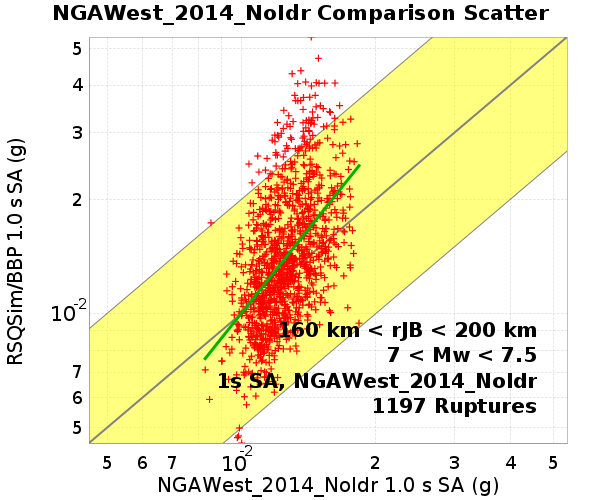 NGAWest_2014_NoIdr Comparison Scatter
RSQSim/BBP 1.0 s SA (g)
5
4
3
2
10-2
7
6
5
160 km < rJB < 200 km
7 < Mw < 7.5
1s SA, NGAWest_2014_NoIdr
1197 Ruptures
5 6 7 10-2 2 3 4 5
NGAWest_2014_NoIdr 1.0 s SA (g)